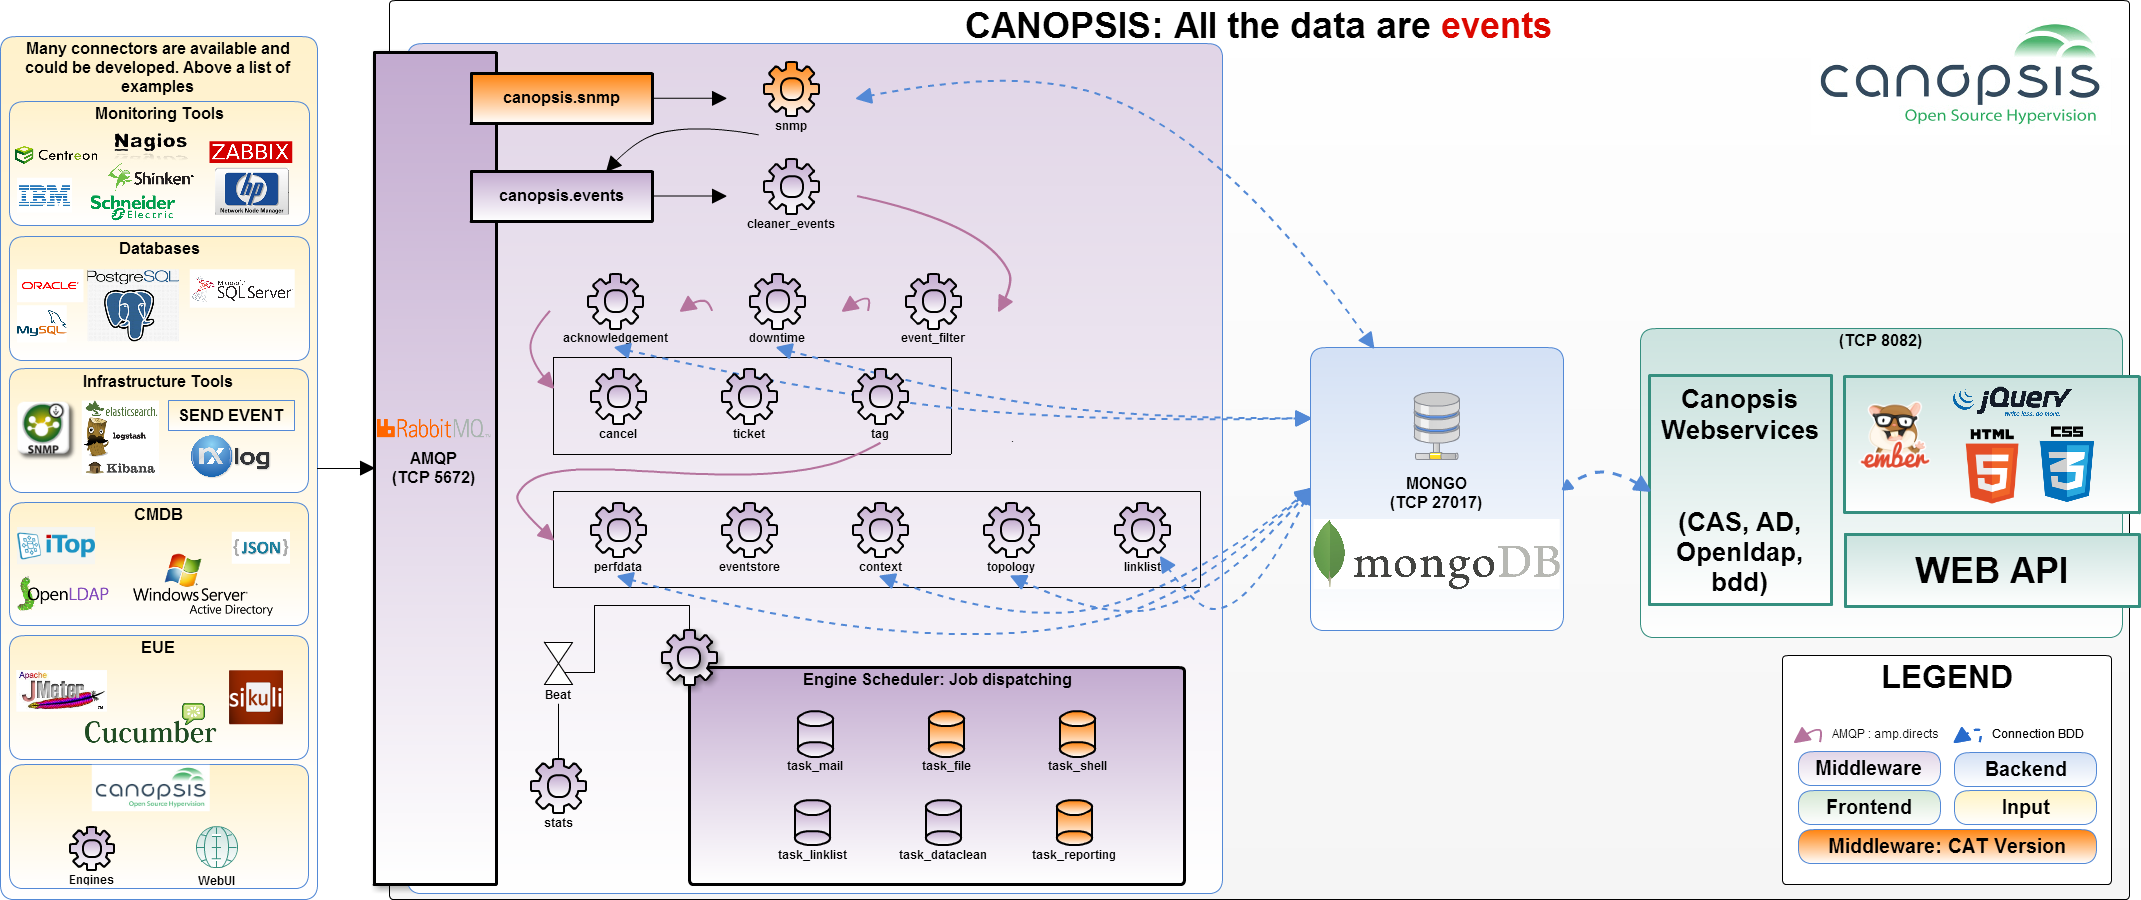 CANOPSIS: All the data are events
canopsis
Open Source Hypervision
Many connectors are available and
could be developed. Above a list of
examples
Monitoring Tools
Centreon
Nagios
ZABBIX
IBM
Shinken
Schneider
Electric
hp
Network Node Manager
Databases
ORACLE
PostgreSQL
Microsoft
SQL Server
MySQL
Infrastructure Tools
SNMP
elasticsearch.
logstash
Kibana
SEND EVENT
nxlog
CMDB
iTop
{JSON}
OpenLDAP
Windows Server
Active Directory
EUE
Apache
JMeter
TM
sikuli
Cucumber
canopsis
Open Source Hypervision
Engines
WebUI
RabbitMQ
AMQP
(TCP 5672)
canopsis.snmp
snmp
canopsis.events
cleaner_events
acknowledgement
downtime
event_filter
cancel
ticket
tag
perfdata
eventstore
context
topology
linklist
Beat
stats
Engine Scheduler: Job dispatching
task_mail
task_file
task_shell
task_linklist
task_dataclean
task_reporting
MONGO
(TCP 27017)
mongoDB
(TCP 8082)
Canopsis
Webservices
(CAS, AD,
Openldap,
bdd)
ember
jQuery
write less. do more.
HTML
5
CSS
3
WEB API
LEGEND
AMQP : amp.directs
Connection BDD
Middleware
Backend
Frontend
Input
Middleware: CAT Version